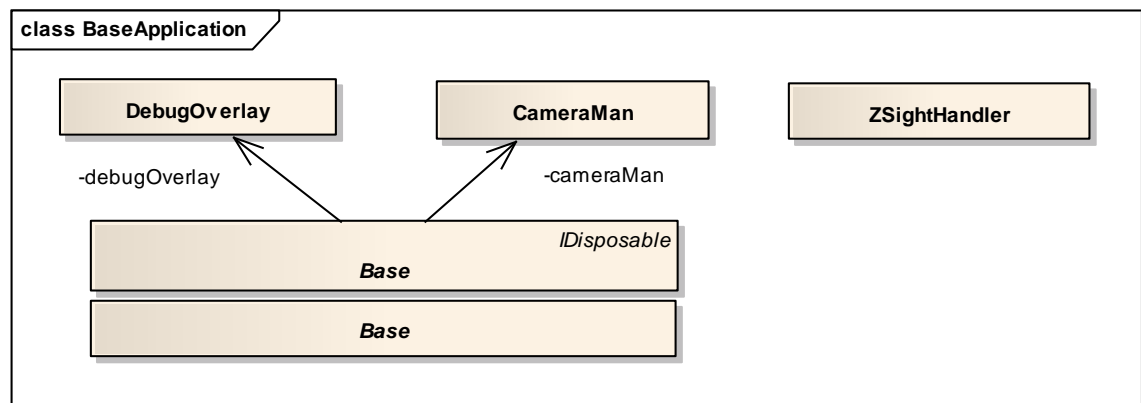 class BaseApplication
DebugOverlay
CameraMan
ZSightHandler
-debugOverlay
-cameraMan
IDisposable
Base
Base